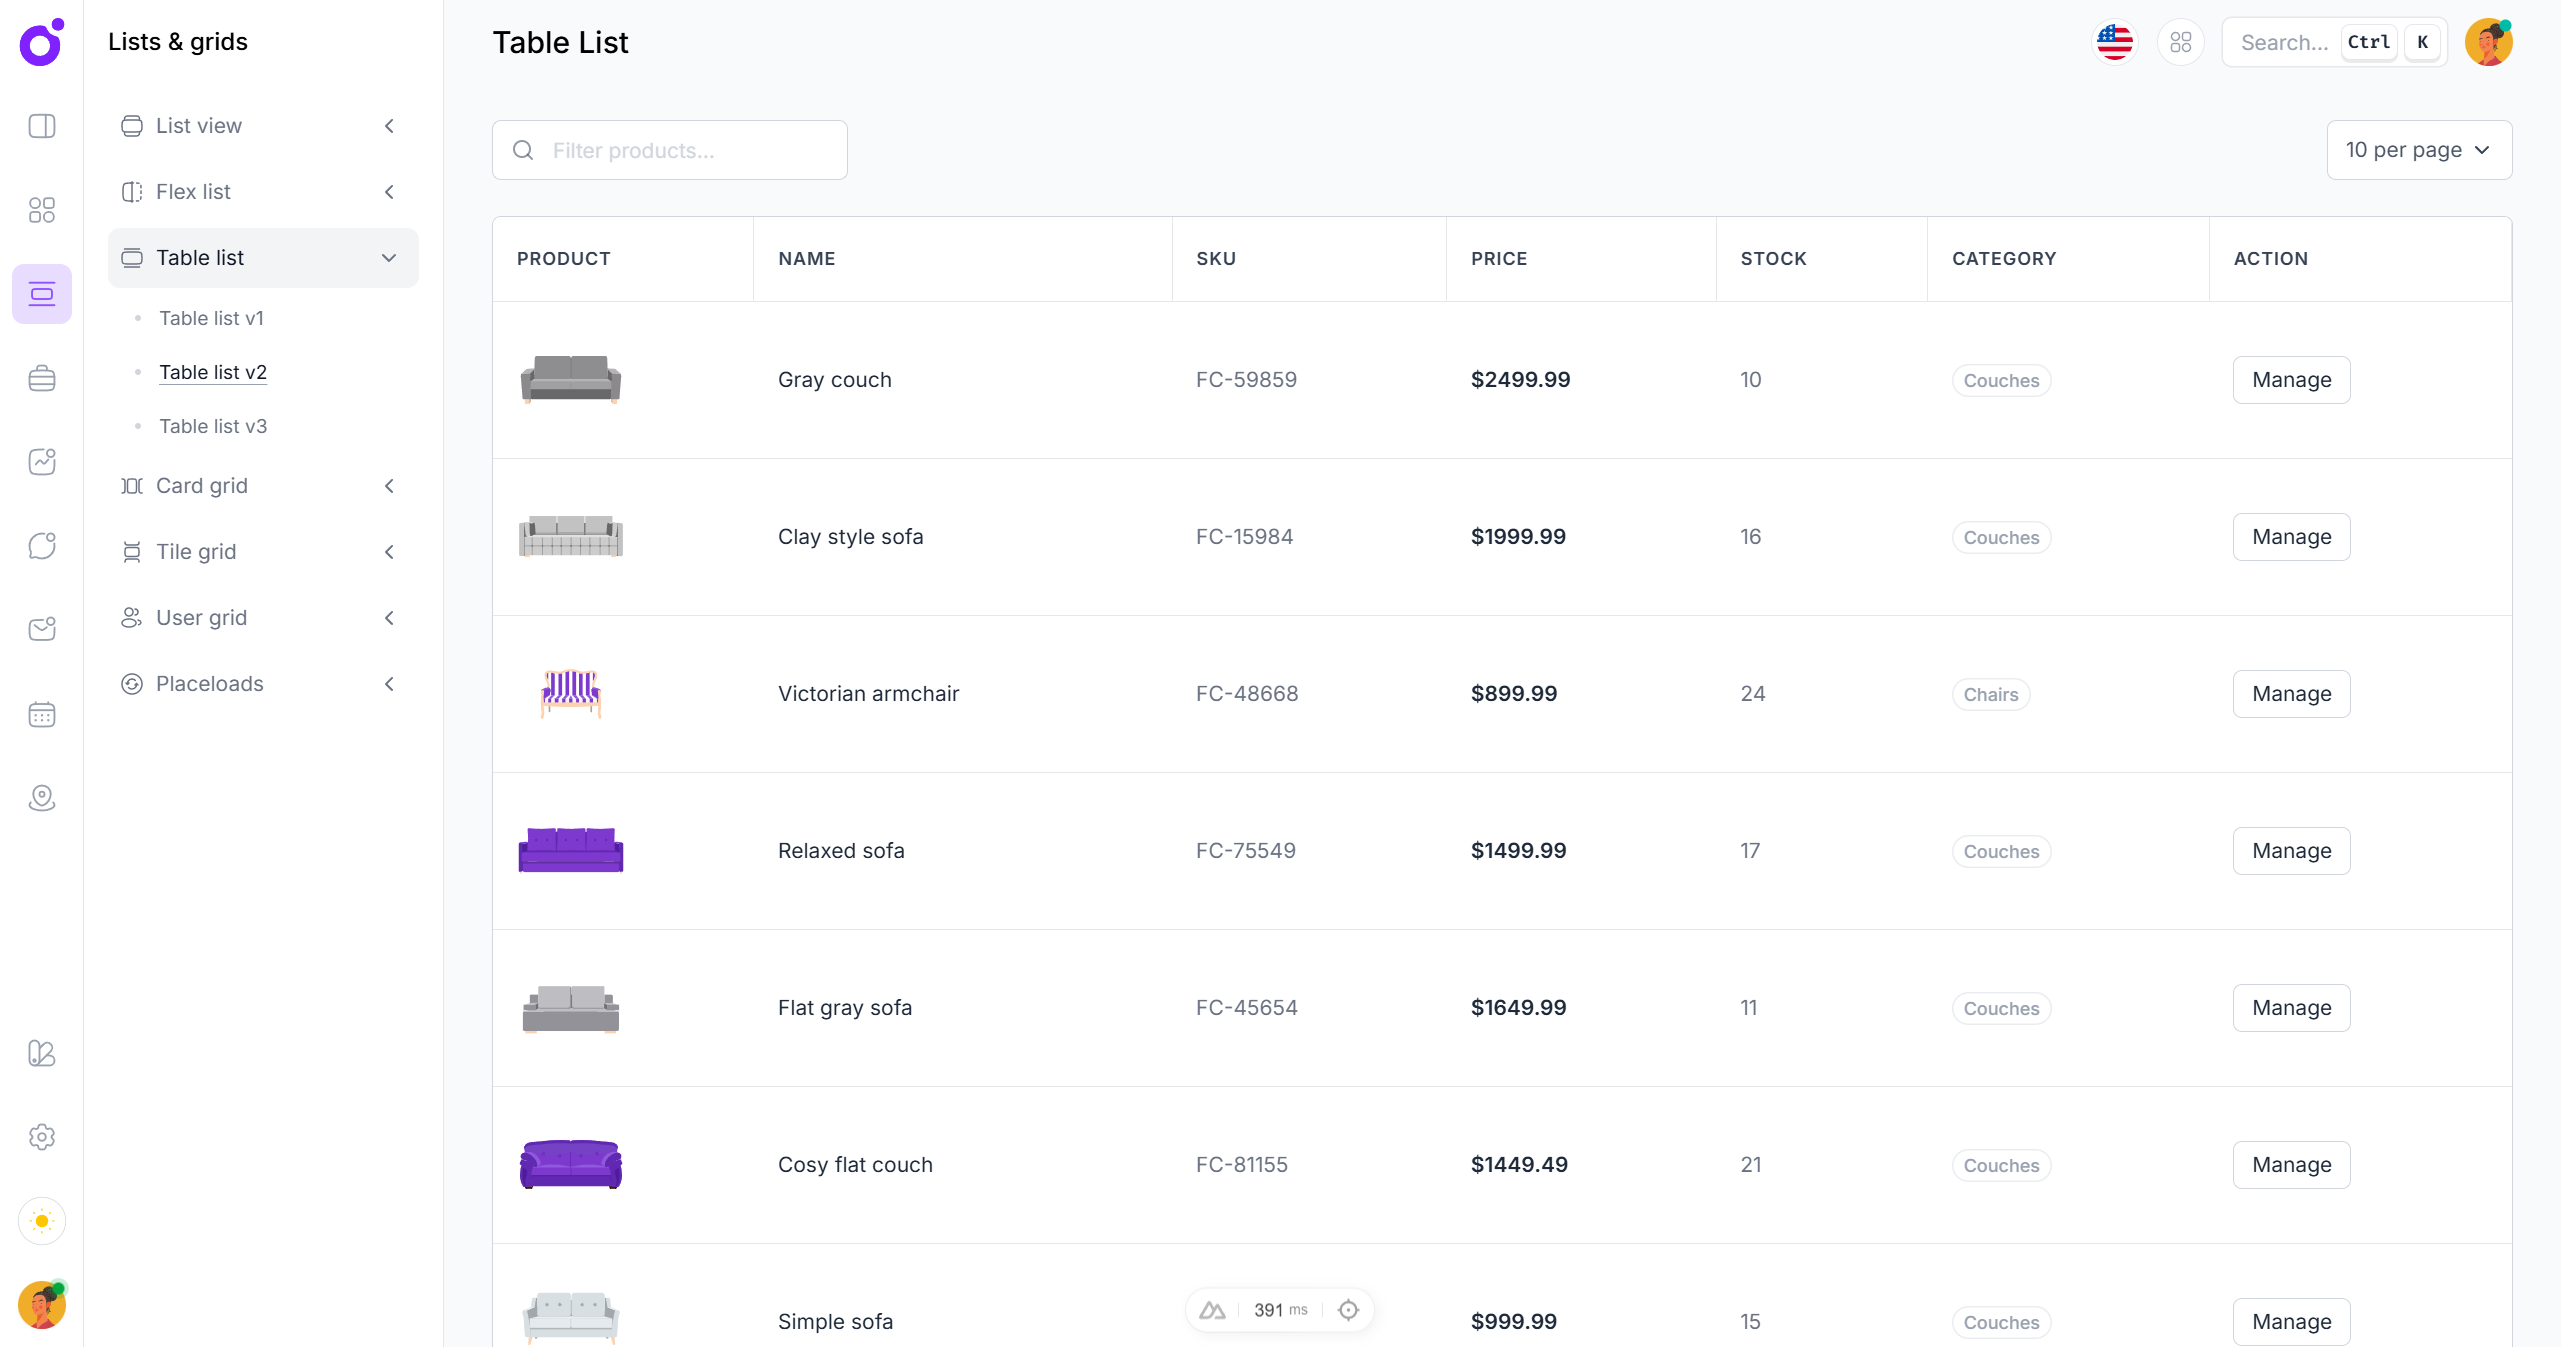 Lists & grids
List view
Flex list
Table list
Table list v1
Table list v2
Table list v3
Card grid
Tile grid
User grid
Placeloads
Table List
Search... Ctrl K
Filter products...
10 per page
PRODUCT NAME SKU PRICE STOCK CATEGORY ACTION
Gray couch FC-59859 $2499.99 10 Couches Manage
Clay style sofa FC-15984 $1999.99 16 Couches Manage
Victorian armchair FC-48668 $899.99 24 Chairs Manage
Relaxed sofa FC-75549 $1499.99 17 Couches Manage
Flat gray sofa FC-45654 $1649.99 11 Couches Manage
Cosy flat couch FC-81155 $1449.49 21 Couches Manage
Simple sofa $999.99 15 Couches Manage
391 ms